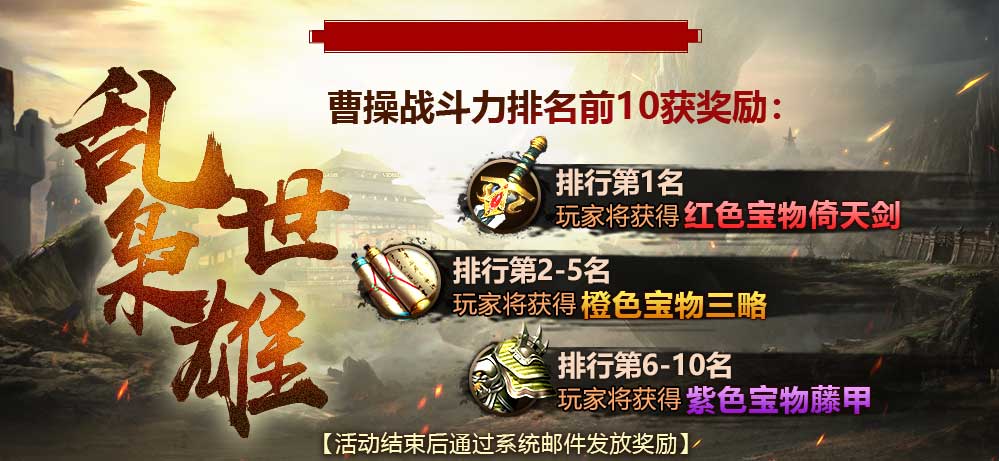 乱世枭雄
曹操战斗力排名前10获奖励：
排行第1名
玩家将获得 红色宝物倚天剑
排行第2-5名
玩家将获得 橙色宝物三略
排行第6-10名
玩家将获得 紫色宝物藤甲
【活动结束后通过系统邮件发放奖励】